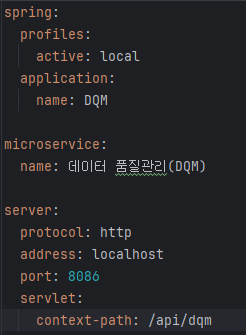 spring:
  profiles:
    active: local
  application:
    name: DQM

microservice:
  name: 데이터 품질관리(DQM)

server:
  protocol: http
  address: localhost
  port: 8086
  servlet:
    context-path: /api/dqm